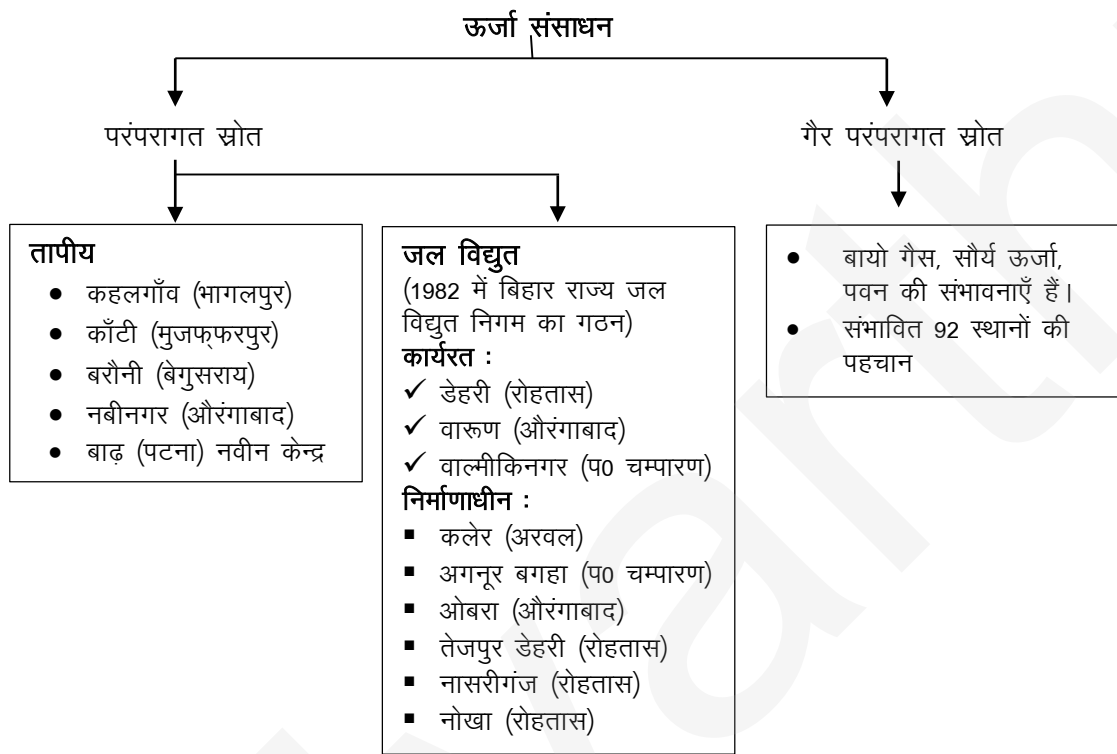 ऊर्जा संसाधन
परंपरागत स्रोत
गैर परंपरागत स्रोत
तापीय
● कहलगाँव (भागलपुर)
● काँटी (मुजफ्फरपुर)
● बरौनी (बेगुसराय)
● नबीनगर (औरंगाबाद)
● बाढ़ (पटना) नवीन केन्द्र
जल विद्युत
(1982 में बिहार राज्य जल
विद्युत निगम का गठन)
कार्यरत :
✓ डेहरी (रोहतास)
✓ वारूण (औरंगाबाद)
✓ वाल्मीकिनगर (प0 चम्पारण)
निर्माणाधीन :
▪ कलेर (अरवल)
▪ अगनूर बगहा (प0 चम्पारण)
▪ ओबरा (औरंगाबाद)
▪ तेजपुर डेहरी (रोहतास)
▪ नासरीगंज (रोहतास)
▪ नोखा (रोहतास)
● बायो गैस, सौर्य ऊर्जा,
पवन की संभावनाएँ हैं।
● संभावित 92 स्थानों की
पहचान